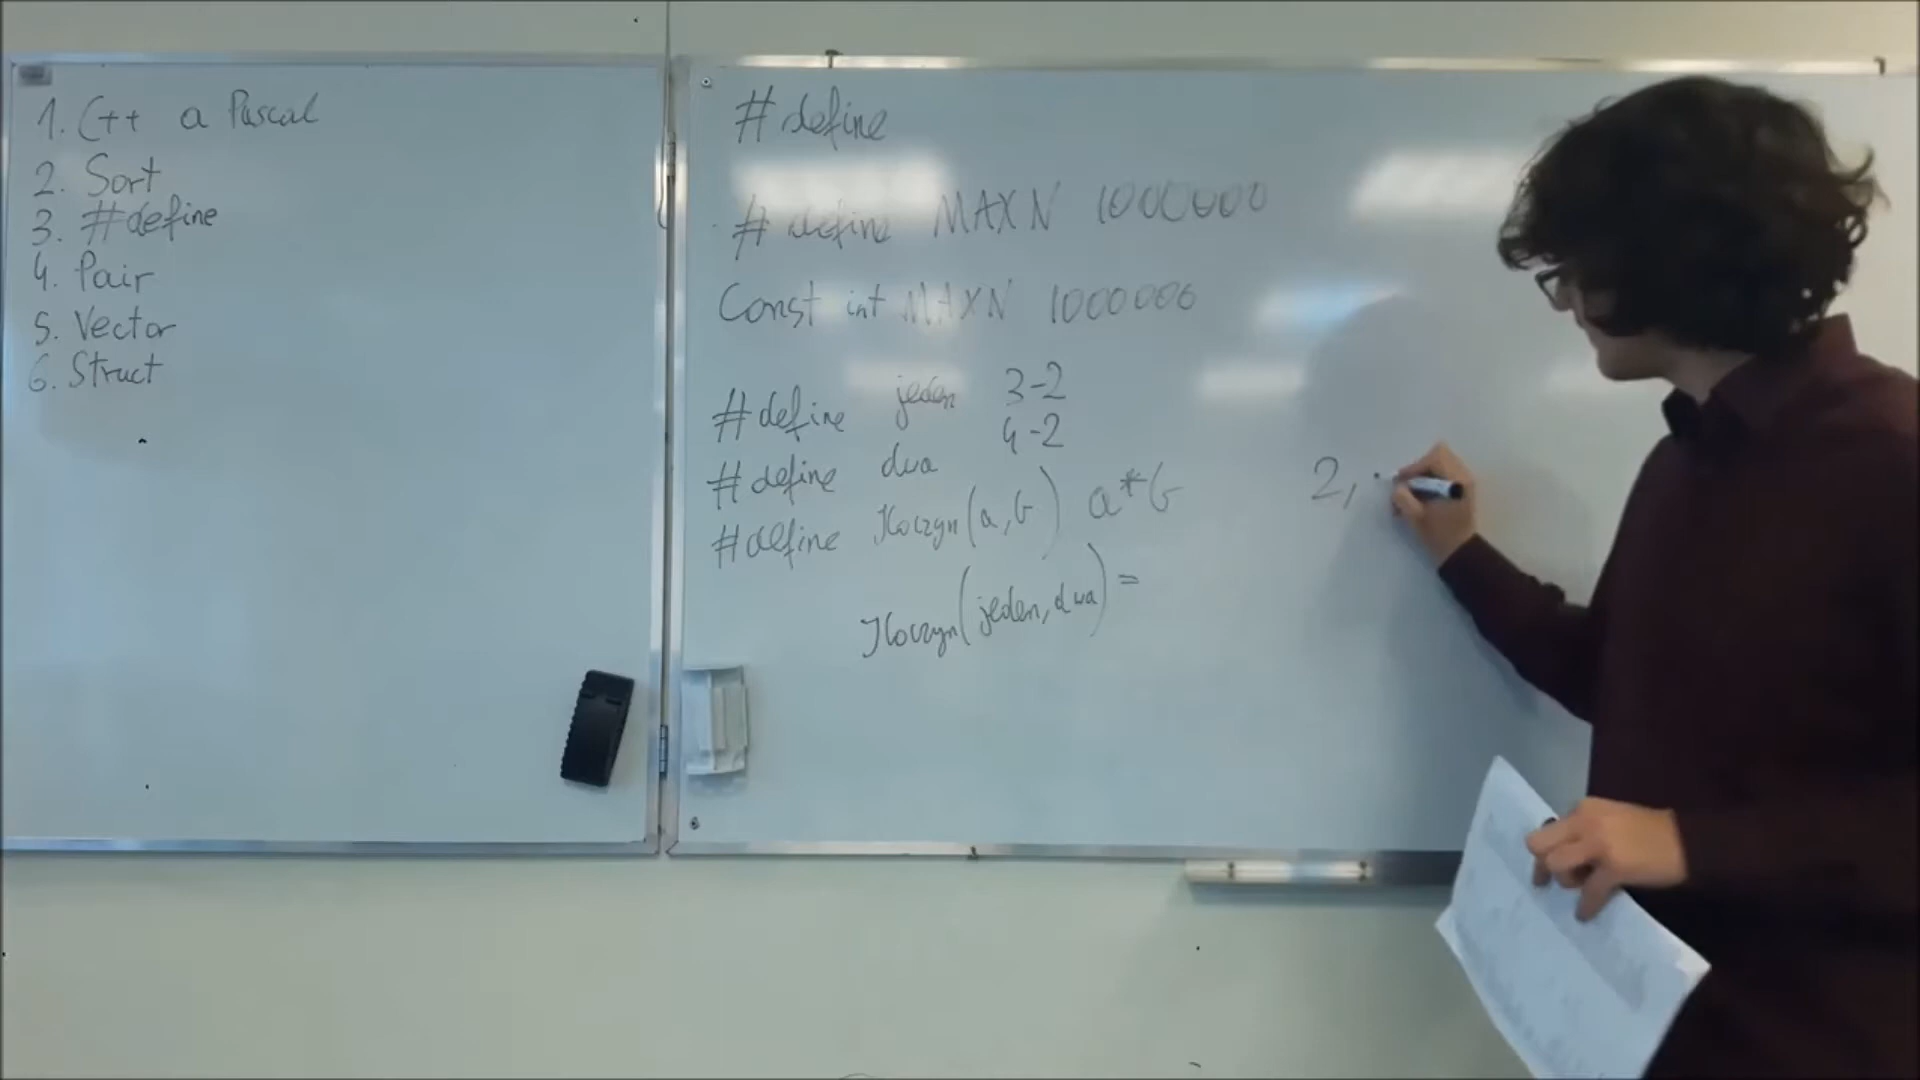 1. C++ a Pascal
2. Sort
3. #define
4. Pair
5. Vector
6. Struct
#define
#define MAXN 1000000
Const int MAXN 1000000
#define jeden 3-2
#define dwa 4-2
#define Iloczyn(a,b) a*b
Iloczyn(jeden,dwa)=
2,